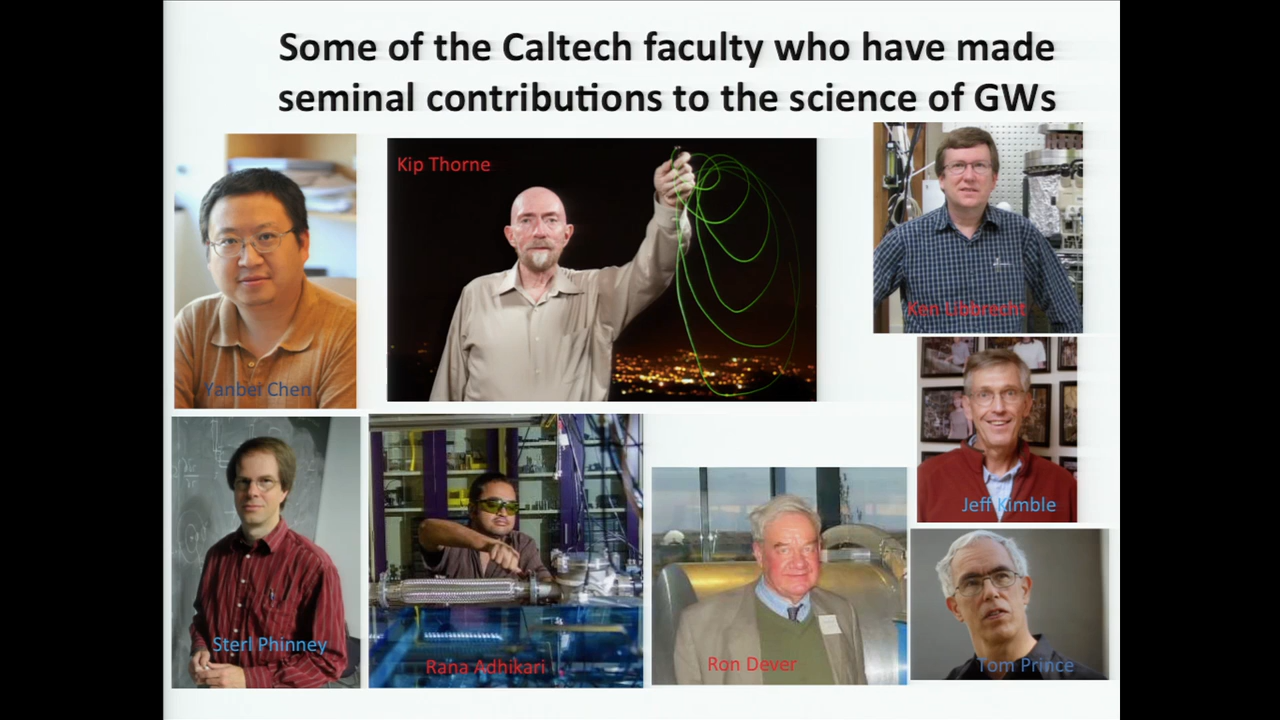 Some of the Caltech faculty who have made
seminal contributions to the science of GWs
Kip Thorne
Ken Libbrecht
Yanbei Chen
Jeff Kimble
Sterl Phinney
Rana Adhikari
Ron Dever
Tom Prince